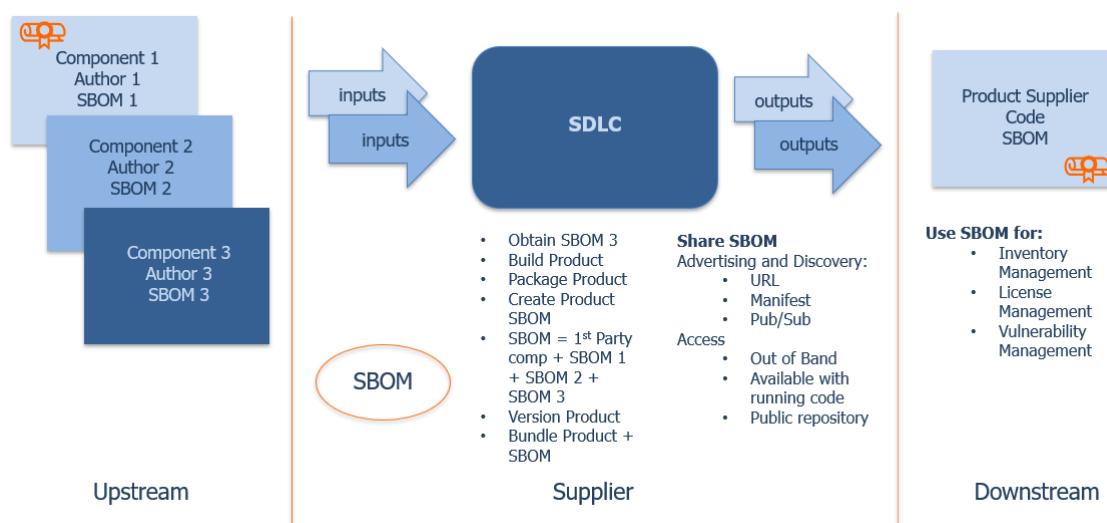 Component 1
Author 1
SBOM 1
Component 2
Author 2
SBOM 2
Component 3
Author 3
SBOM 3
Upstream
inputs
inputs
SDLC
outputs
outputs
SBOM
• Obtain SBOM 3
• Build Product
• Package Product
• Create Product
SBOM
• SBOM = 1st Party
comp + SBOM 1
+ SBOM 2 +
SBOM 3
• Version Product
• Bundle Product +
SBOM
Share SBOM
Advertising and Discovery:
• URL
• Manifest
• Pub/Sub
Access
• Out of Band
• Available with
running code
• Public repository
Supplier
Product Supplier
Code
SBOM
Use SBOM for:
• Inventory
Management
• License
Management
• Vulnerability
Management
Downstream